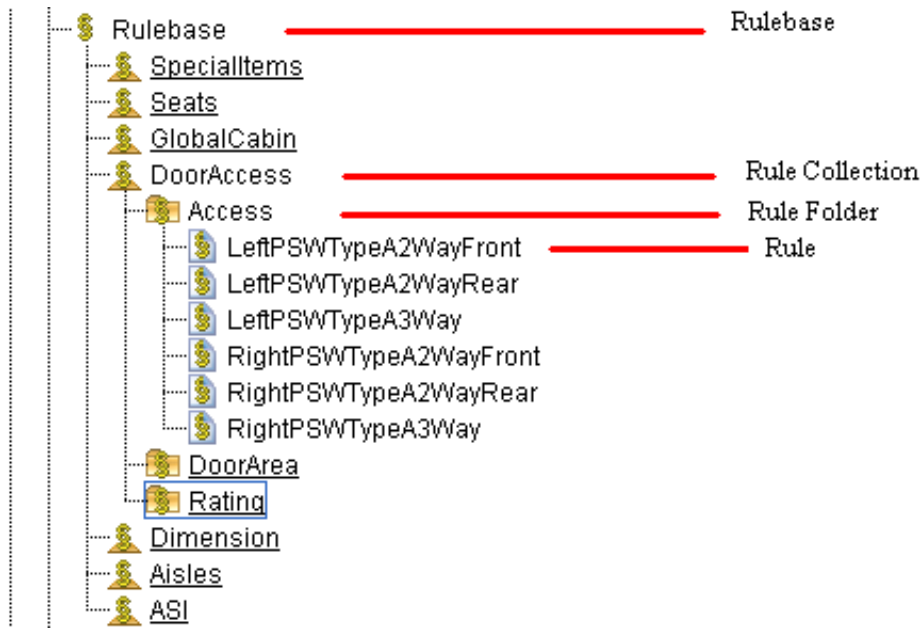 Rulebase Rulebase
SpecialItems
Seats
GlobalCabin
DoorAccess Rule Collection
Access Rule Folder
LeftPSWTypeA2WayFront Rule
LeftPSWTypeA2WayRear
LeftPSWTypeA3Way
RightPSWTypeA2WayFront
RightPSWTypeA2WayRear
RightPSWTypeA3Way
DoorArea
Rating
Dimension
Aisles
ASI